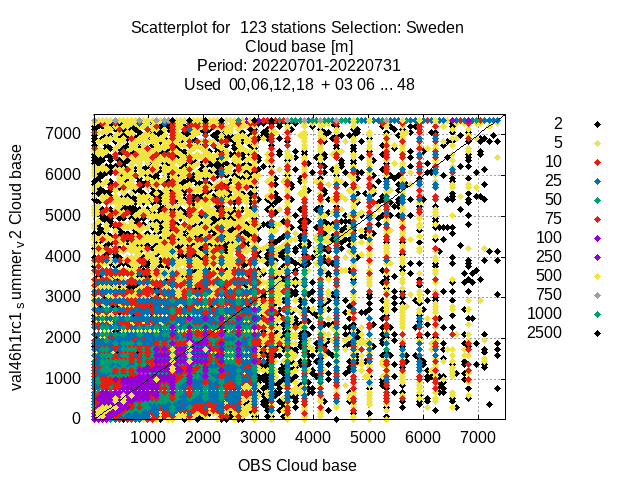 Scatterplot for 123 stations Selection: Sweden
Cloud base [m]
Period: 20220701-20220731
Used 00,06,12,18 + 03 06 ... 48
val46h1rc1_summer_v2 Cloud base
7000
6000
5000
4000
3000
2000
1000
0
1000 2000 3000 4000 5000 6000 7000
OBS Cloud base
2
5
10
25
50
75
100
250
500
750
1000
2500